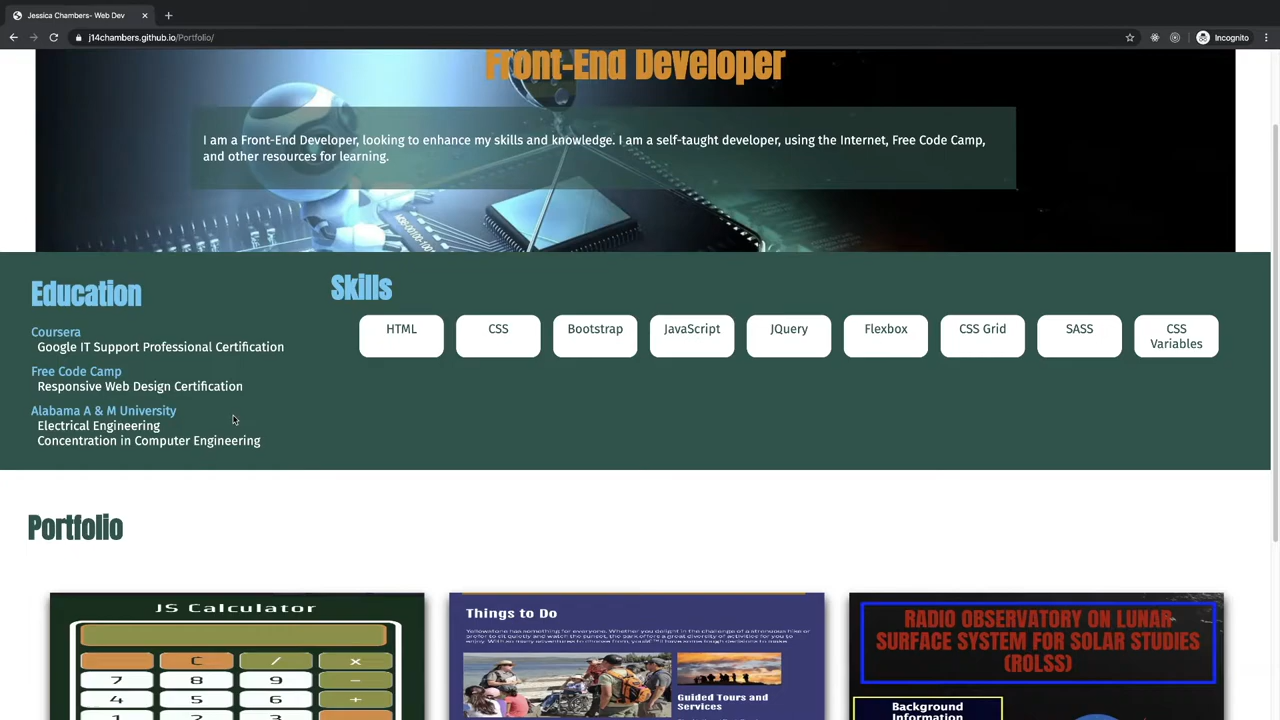 Jessica Chambers- Web Dev
j14chambers.github.io/Portfolio/
Incognito
Front-End Developer
I am a Front-End Developer, looking to enhance my skills and knowledge. I am a self-taught developer, using the Internet, Free Code Camp,
and other resources for learning.
Education
Coursera
Google IT Support Professional Certification
Free Code Camp
Responsive Web Design Certification
Alabama A & M University
Electrical Engineering
Concentration in Computer Engineering
Skills
HTML
CSS
Bootstrap
JavaScript
JQuery
Flexbox
CSS Grid
SASS
CSS
Variables
Portfolio
JS Calculator
C / x
7 8 9 −
4 5 6 +
1 2 3
Things to Do
Guided Tours and
Services
RADIO OBSERVATORY ON LUNAR
SURFACE SYSTEM FOR SOLAR STUDIES
(ROLSS)
Background
Information